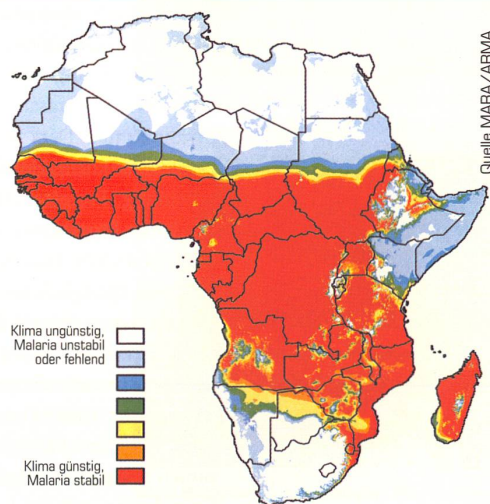 Quelle MARA/ARMA
Klima ungünstig,
Malaria unstabil
oder fehlend
Klima günstig,
Malaria stabil